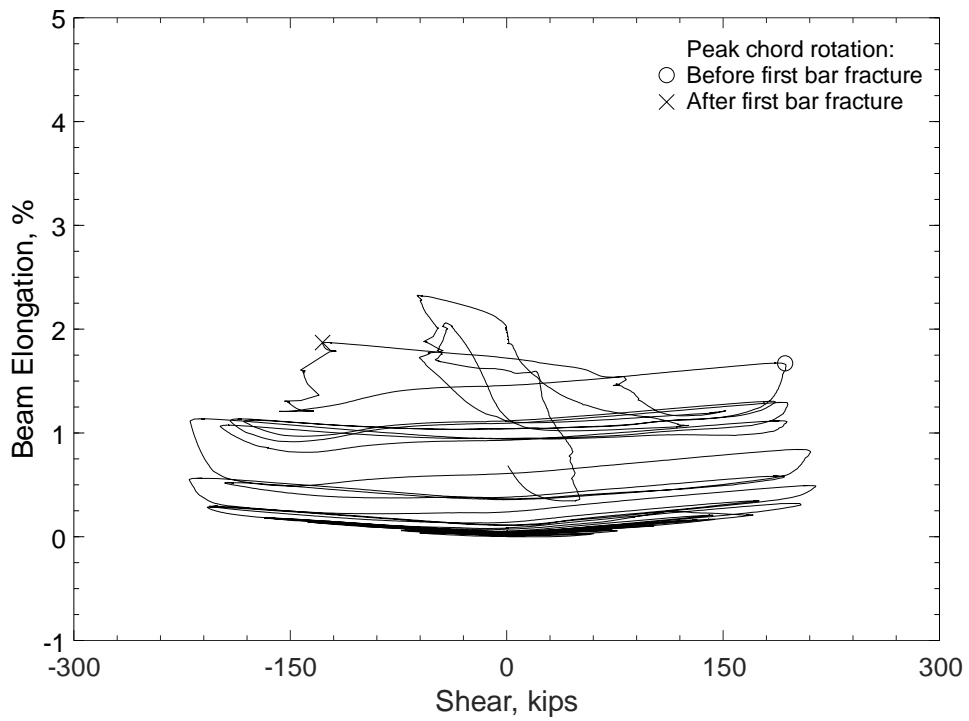 5
4
3
2
1
0
-1
-300
-150
0
150
300
Beam Elongation, %
Shear, kips
Peak chord rotation:
Before first bar fracture
After first bar fracture